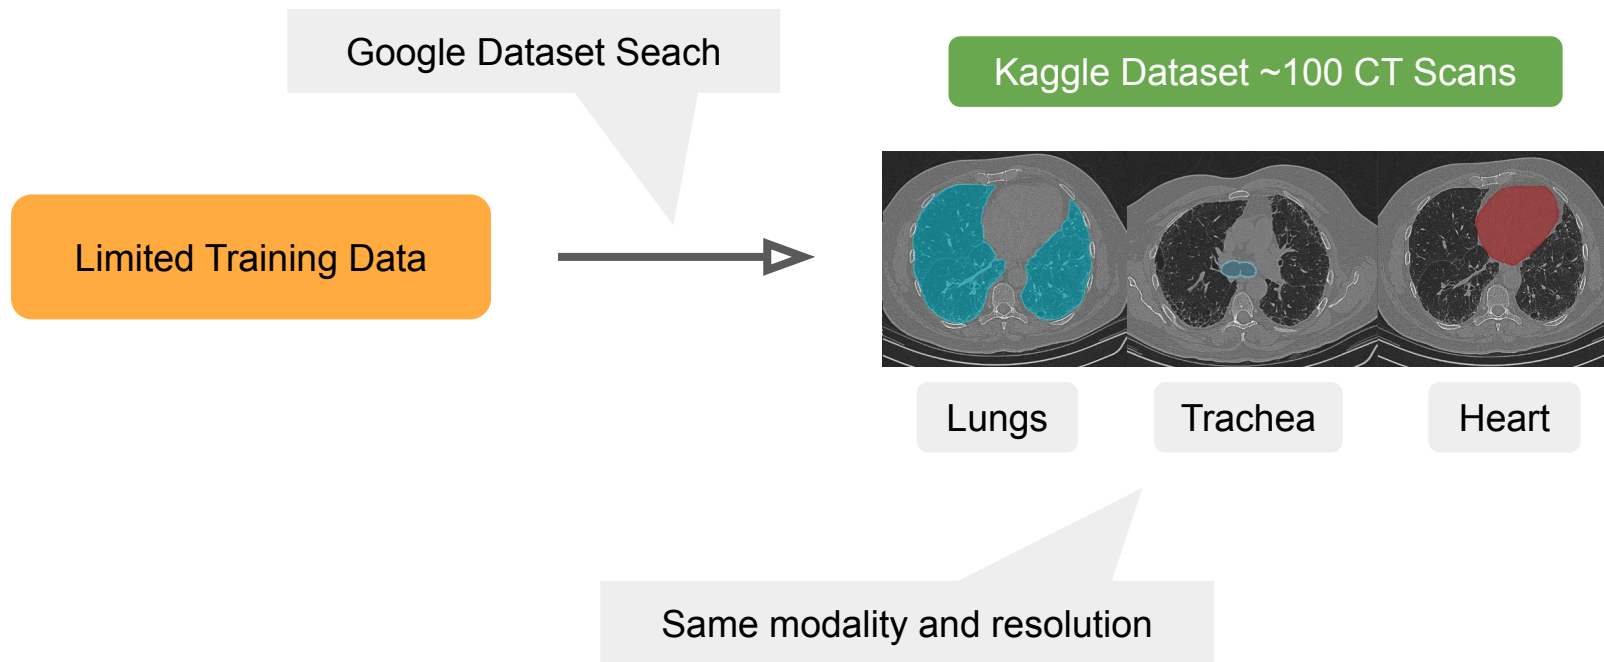 Google Dataset Seach
Kaggle Dataset ~100 CT Scans
Limited Training Data
Lungs
Trachea
Heart
Same modality and resolution